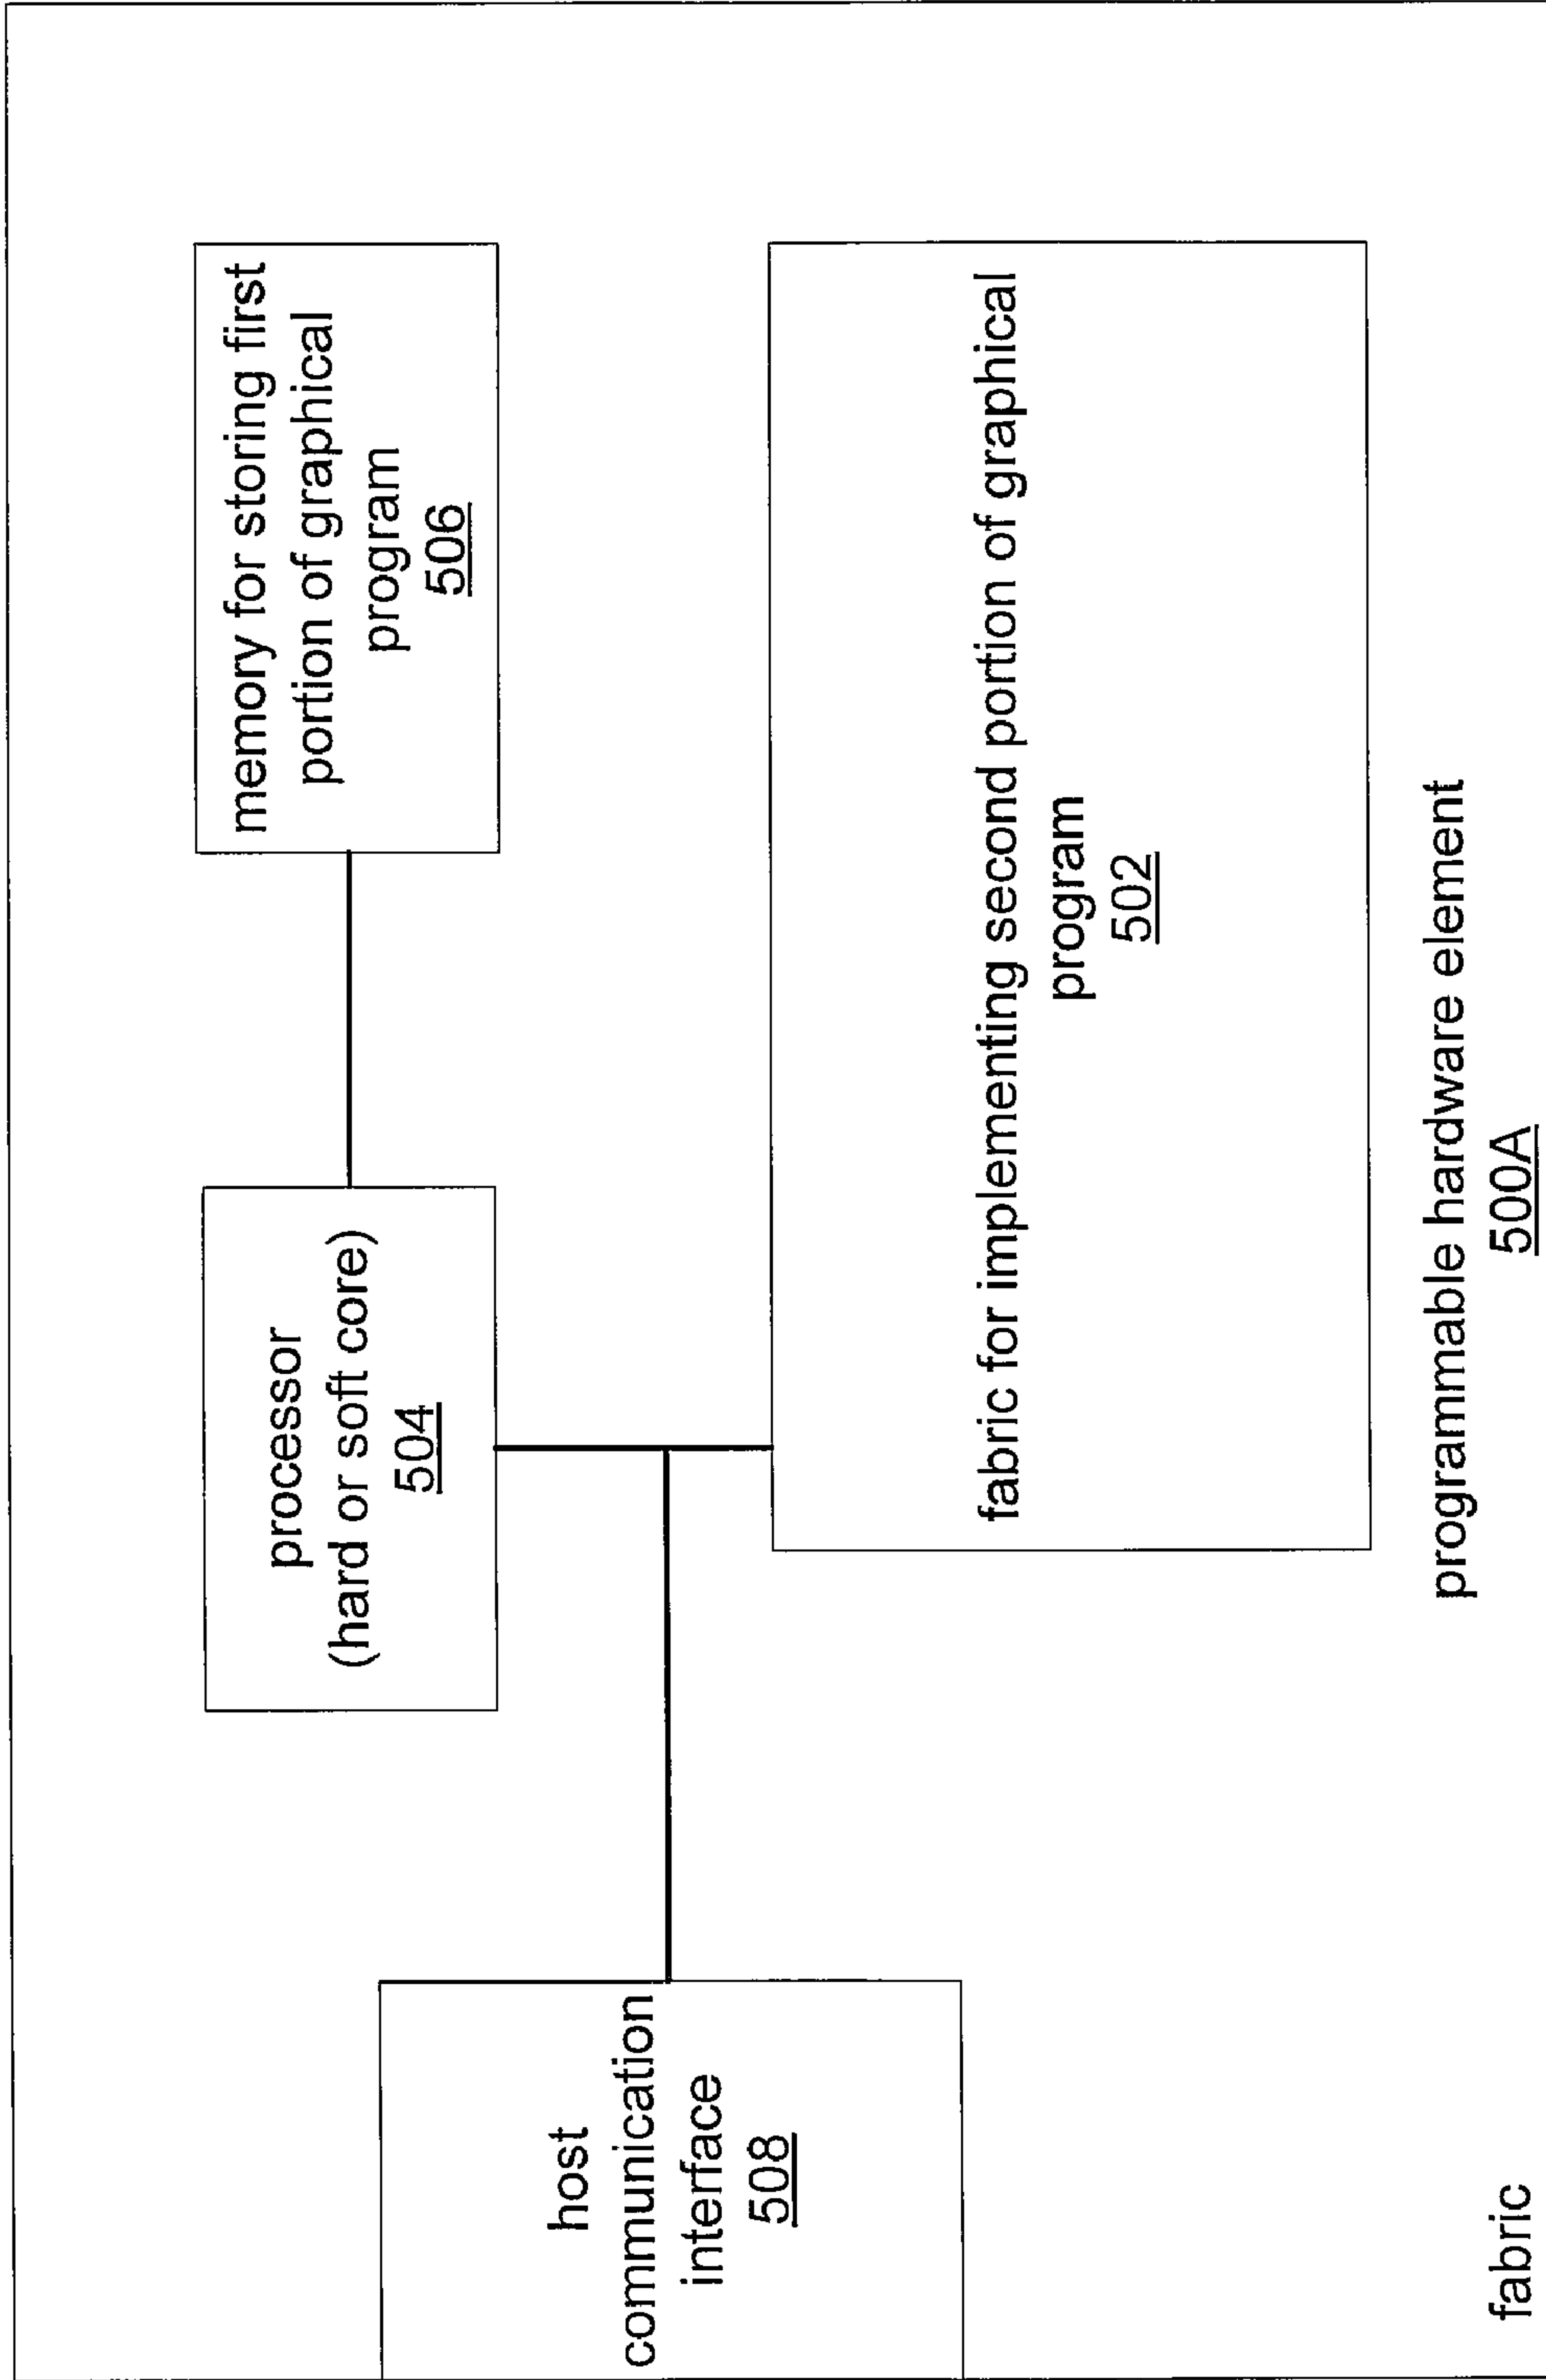 processor
(hard or soft core)
504
memory for storing first
portion of graphical
program
506
host
communication
interface
508
fabric for implementing second portion of graphical
program
502
programmable hardware element
500A
fabric